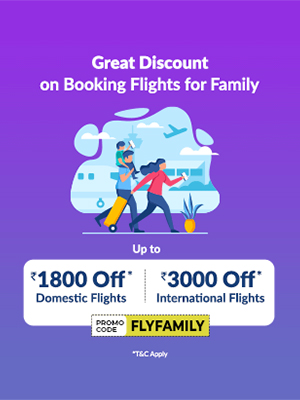 Great Discount
on Booking Flights for Family
Up to
₹1800 Off*
Domestic Flights
₹3000 Off*
International Flights
PROMO
CODE
FLYFAMILY
*T&C Apply